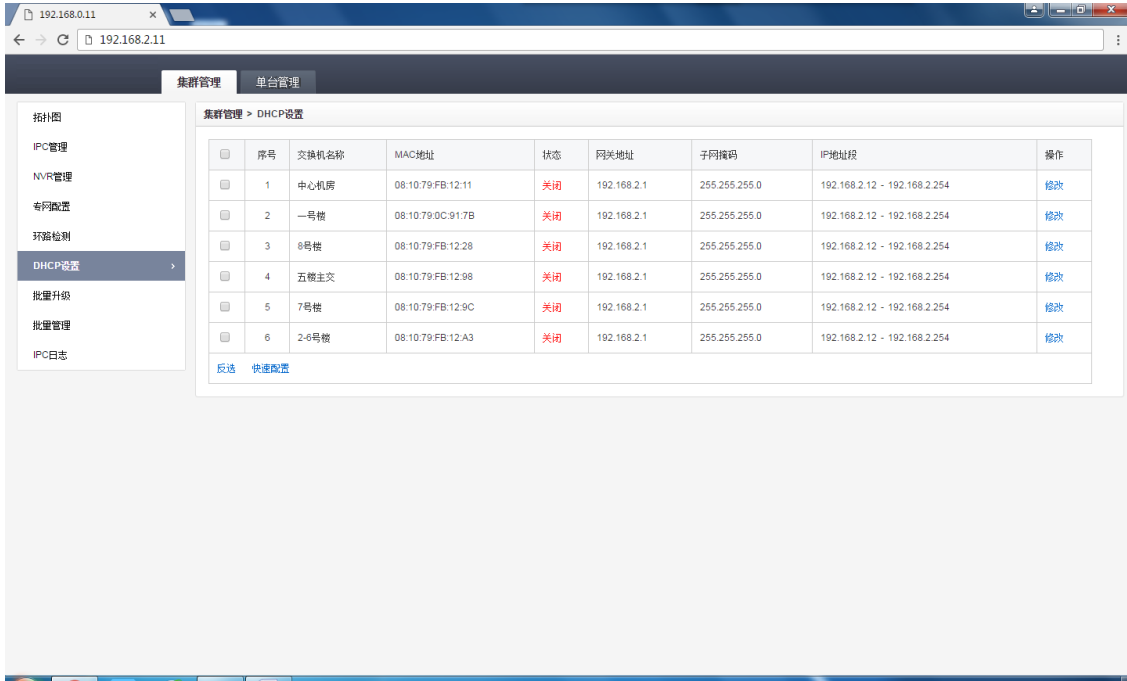 192.168.0.11
192.168.2.11
集群管理 单台管理
拓扑图
IPC管理
NVR管理
专网配置
环路检测
DHCP设置
批量升级
批量管理
IPC日志
集群管理 > DHCP设置
序号 交换机名称 MAC地址 状态 网关地址 子网掩码 IP地址段 操作
1 中心机房 08:10:79:FB:12:11 关闭 192.168.2.1 255.255.255.0 192.168.2.12 - 192.168.2.254 修改
2 一号楼 08:10:79:0C:91:7B 关闭 192.168.2.1 255.255.255.0 192.168.2.12 - 192.168.2.254 修改
3 8号楼 08:10:79:FB:12:28 关闭 192.168.2.1 255.255.255.0 192.168.2.12 - 192.168.2.254 修改
4 五楼主交 08:10:79:FB:12:98 关闭 192.168.2.1 255.255.255.0 192.168.2.12 - 192.168.2.254 修改
5 7号楼 08:10:79:FB:12:9C 关闭 192.168.2.1 255.255.255.0 192.168.2.12 - 192.168.2.254 修改
6 2-6号楼 08:10:79:FB:12:A3 关闭 192.168.2.1 255.255.255.0 192.168.2.12 - 192.168.2.254 修改
反选 快速配置